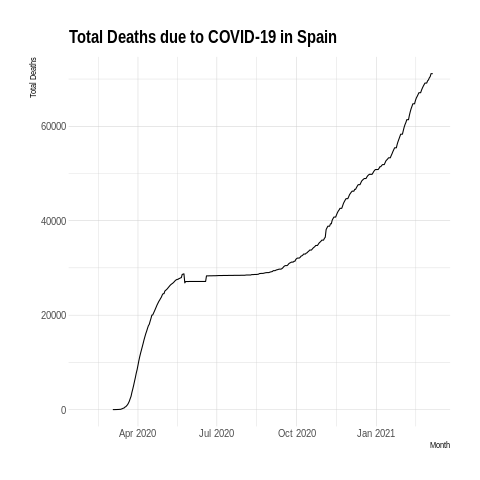 Total Deaths due to COVID-19 in Spain
Total Deaths
60000
40000
20000
0
Apr 2020 Jul 2020 Oct 2020 Jan 2021
Month